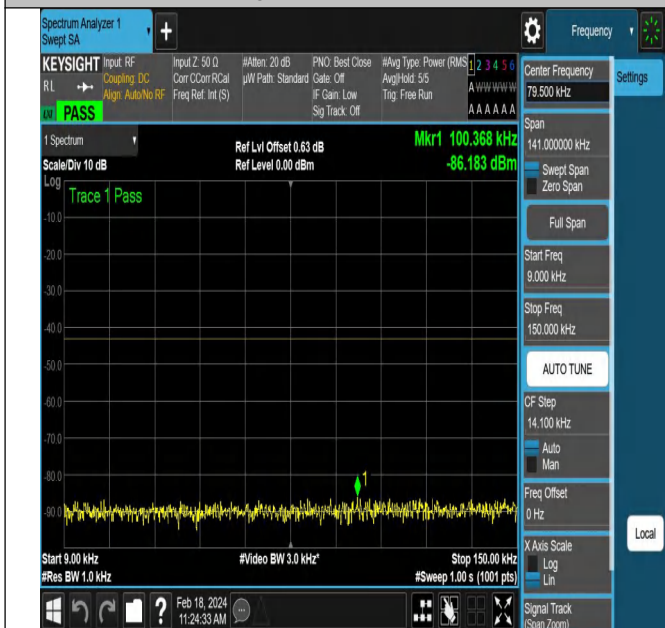 Spectrum Analyzer 1
Swept SA
+
Frequency
KEYSIGHT
RL
LXI PASS
Input: RF
Coupling: DC
Align: Auto/No RF
Input Z: 50 Ω
Corr CCorr RCal
Freq Ref: Int (S)
#Atten: 20 dB
µW Path: Standard
PNO: Best Close
Gate: Off
IF Gain: Low
Sig Track: Off
#Avg Type: Power (RMS
Avg|Hold: 5/5
Trig: Free Run
1 2 3 4 5 6
A W W W W W
A A A A A A
1 Spectrum
Scale/Div 10 dB
Ref Lvl Offset 0.63 dB
Ref Level 0.00 dBm
Mkr1 100.368 kHz
-86.183 dBm
Log
Trace 1 Pass
-10.0
-20.0
-30.0
-40.0
-50.0
-60.0
-70.0
-80.0
-90.0
1
Start 9.00 kHz
#Res BW 1.0 kHz
#Video BW 3.0 kHz*
Stop 150.00 kHz
#Sweep 1.00 s (1001 pts)
?
Feb 18, 2024
11:24:33 AM
Center Frequency
79.500 kHz
Span
141.000000 kHz
Swept Span
Zero Span
Full Span
Start Freq
9.000 kHz
Stop Freq
150.000 kHz
AUTO TUNE
CF Step
14.100 kHz
Auto
Man
Freq Offset
0 Hz
X Axis Scale
Log
Lin
Signal Track
(Span Zoom)
Settings
Local